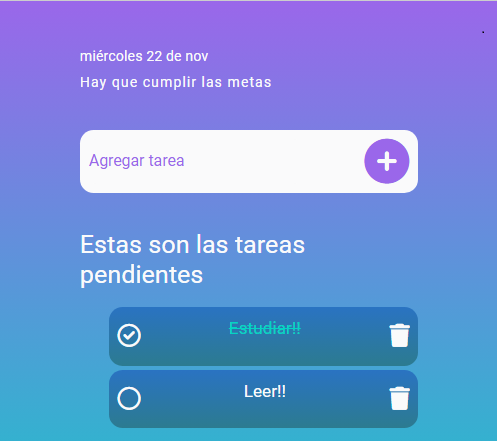 miércoles 22 de nov
Hay que cumplir las metas
Agregar tarea
Estas son las tareas
pendientes
Estudiar!!
Leer!!